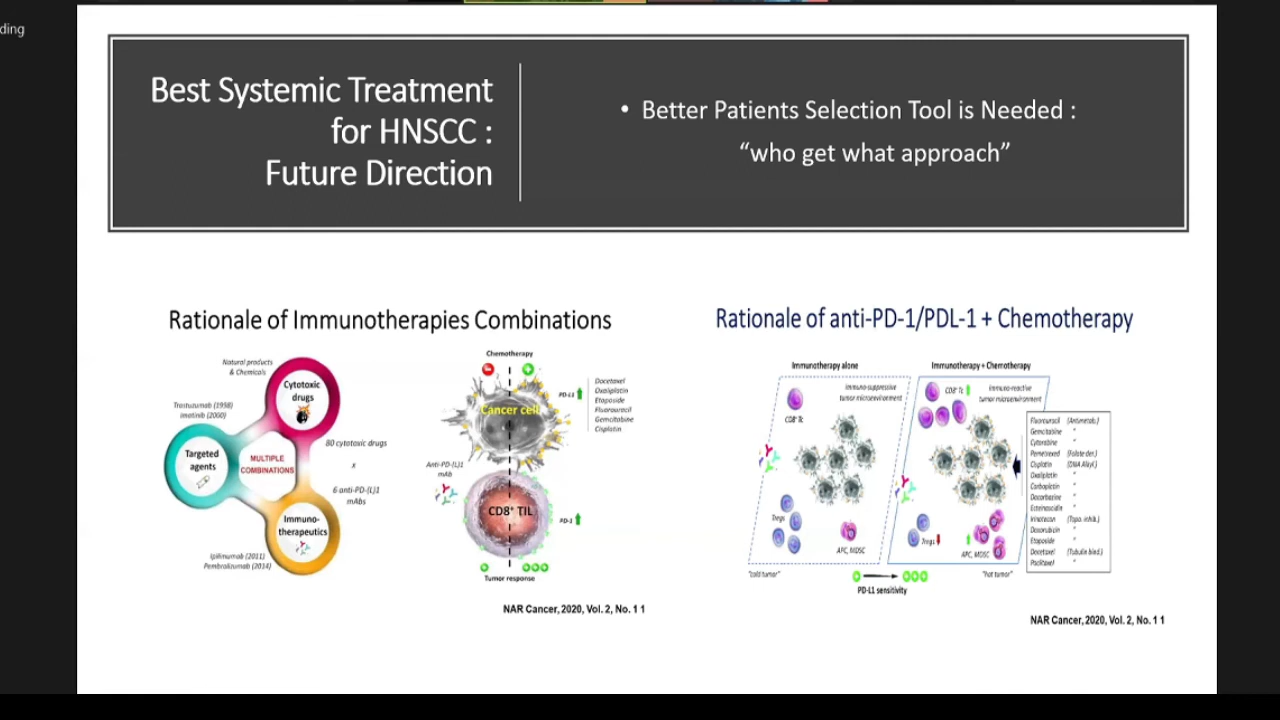 ding
Best Systemic Treatment
for HNSCC :
Future Direction
• Better Patients Selection Tool is Needed :
“who get what approach”
Rationale of Immunotherapies Combinations
Natural products
& Chemicals
Cytotoxic
drugs
Trastuzumab (1998)
Imatinib (2000)
Targeted
agents
MULTIPLE
COMBINATIONS
80 cytotoxic drugs
x
6 anti-PD-(L)1
mAbs
Immuno-
therapeutics
Ipilimumab (2011)
Pembrolizumab (2014)
Chemotherapy
Cancer cell
PD-L1
Docetaxel
Oxaliplatin
Etoposide
Fluorouracil
Gemcitabine
Cisplatin
Anti-PD-(L)1
mAb
CD8+ TIL
PD-1
Tumor response
NAR Cancer, 2020, Vol. 2, No. 1 1
Rationale of anti-PD-1/PDL-1 + Chemotherapy
Immunotherapy alone
Immuno-suppressive
tumor microenvironment
CD8+ Tc
Tregs
APC, MDSC
"cold tumor"
Immunotherapy + Chemotherapy
CD8+ Tc
Immuno-reactive
tumor microenvironment
Tregs
APC, MDSC
"hot tumor"
Fluorouracil (Antimetab.)
Gemcitabine "
Cytarabine "
Pemetrexed (Folate der.)
Cisplatin (DNA Alkyl.)
Oxaliplatin "
Carboplatin "
Dacarbazine "
Ecteinascidin "
Irinotecan (Topo. inhib.)
Doxorubicin "
Etoposide "
Docetaxel (Tubulin bind.)
Paclitaxel "
PD-L1 sensitivity
NAR Cancer, 2020, Vol. 2, No. 1 1